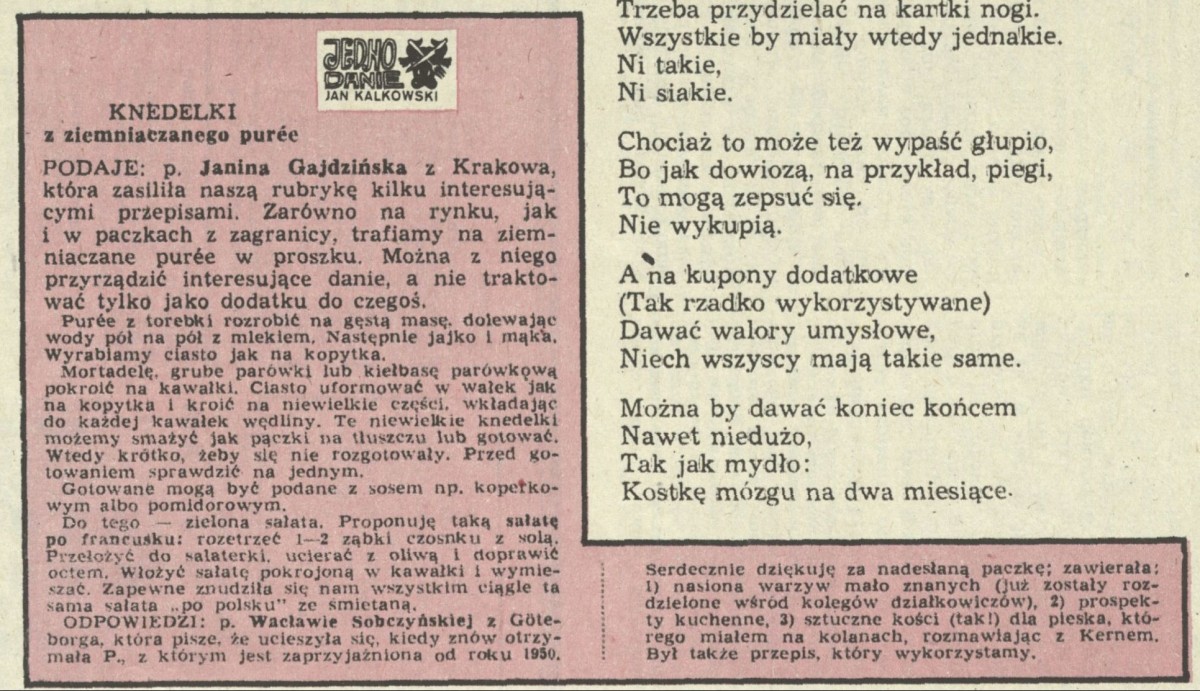 JEDNO
DANIE
JAN KALKOWSKI
KNEDELKI
z ziemniaczanego purée
PODAJE: p. Janina Gajdzińska z Krakowa,
która zasiliła naszą rubrykę kilku interesują-
cymi przepisami. Zarówno na rynku, jak
i w paczkach z zagranicy, trafiamy na ziem-
niaczane purée w proszku. Można z niego
przyrządzić interesujące danie, a nie trakto-
wać tylko jako dodatku do czegoś.
Purée z torebki rozrobić na gęstą masę, dolewając
wody pół na pół z mlekiem. Następnie jajko i mąka.
Wyrabiamy ciasto jak na kopytka.
Mortadelę, grube parówki lub kiełbasę parówkową
pokroić na kawałki. Ciasto uformować w wałek jak
na kopytka i kroić na niewielkie części, wkładając
do każdej kawałek wędliny. Te niewielkie knedelki
możemy smażyć jak pączki na tłuszczu lub gotować.
Wtedy krótko, żeby się nie rozgotowały. Przed go-
towaniem sprawdzić na jednym.
Gotowane mogą być podane z sosem np. koperko-
wym albo pomidorowym.
Do tego — zielona sałata. Proponuję taką sałatę
po francusku: rozetrzeć 1—2 ząbki czosnku z solą.
Przełożyć do salaterki, ucierać z oliwą i doprawić
octem. Włożyć sałatę pokrojoną w kawałki i wymie-
szać. Zapewne znudziła się nam wszystkim ciągle ta
sama sałata „po polsku" ze śmietaną.
ODPOWIEDZI: p. Wacławie Sobczyńskiej z Göte-
borga, która pisze, że ucieszyła się, kiedy znów otrzy-
mała P., z którym jest zaprzyjaźniona od roku 1950.
Serdecznie dziękuję za nadesłaną paczkę; zawierała:
1) nasiona warzyw mało znanych (już zostały roz-
dzielone wśród kolegów działkowiczów), 2) prospek-
ty kuchenne, 3) sztuczne kości (tak!) dla pieska, któ-
rego miałem na kolanach, rozmawiając z Kernem.
Był także przepis, który wykorzystamy.
Trzeba przydzielać na kartki nogi.
Wszystkie by miały wtedy jednakie.
Ni takie,
Ni siakie.
Chociaż to może też wypaść głupio,
Bo jak dowiozą, na przykład, piegi,
To mogą zepsuć się.
Nie wykupią.
A na kupony dodatkowe
(Tak rzadko wykorzystywane)
Dawać walory umysłowe,
Niech wszyscy mają takie same.
Można by dawać koniec końcem
Nawet niedużo,
Tak jak mydło:
Kostkę mózgu na dwa miesiące.